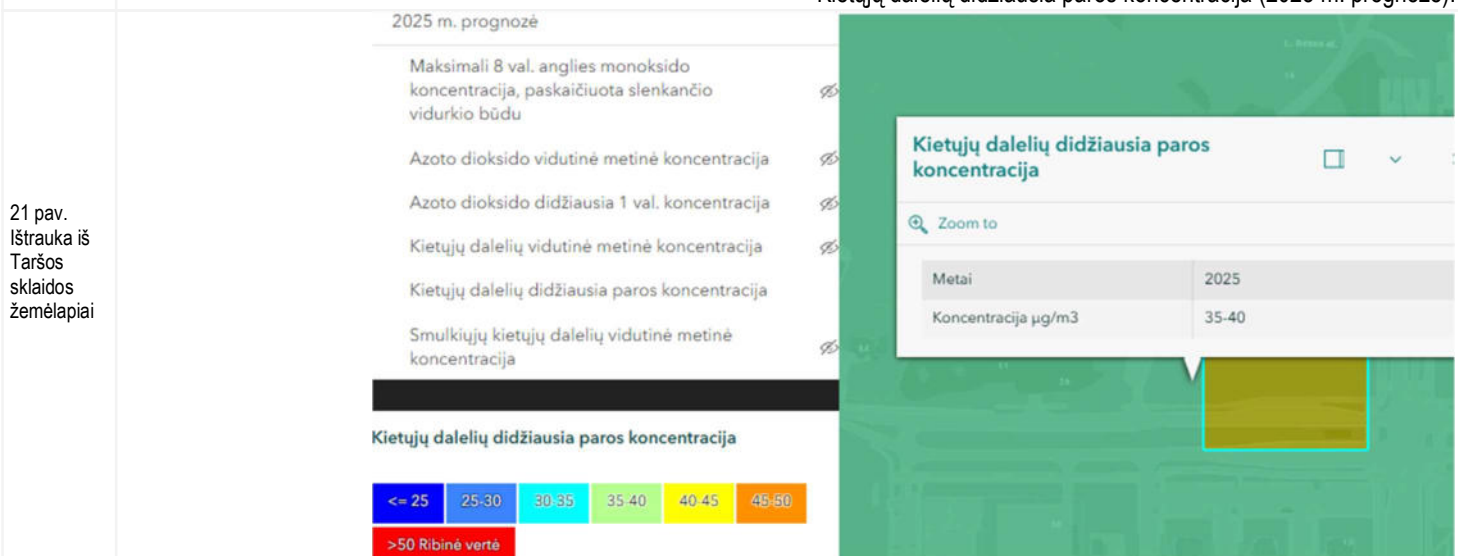 2025 m. prognozė
Maksimali 8 val. anglies monoksido
koncentracija, paskaičiuota slenkančio
vidurkio būdu
Azoto dioksido vidutinė metinė koncentracija
Azoto dioksido didžiausia 1 val. koncentracija
Kietųjų dalelių vidutinė metinė koncentracija
Kietųjų dalelių didžiausia paros koncentracija
Smulkiųjų kietųjų dalelių vidutinė metinė
koncentracija
21 pav.
Ištrauka iš
Taršos
sklaidos
žemėlapiai
Kietųjų dalelių didžiausia paros koncentracija
<= 25 25-30 30-35 35-40 40-45 45-50
>50 Ribinė vertė
Kietųjų dalelių didžiausia paros
koncentracija
Zoom to
Metai 2025
Koncentracija µg/m3 35-40